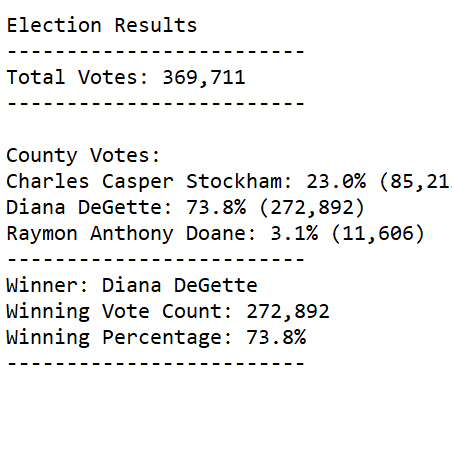 Election Results
-------------------------
Total Votes: 369,711
-------------------------
County Votes:
Charles Casper Stockham: 23.0% (85,21
Diana DeGette: 73.8% (272,892)
Raymon Anthony Doane: 3.1% (11,606)
-------------------------
Winner: Diana DeGette
Winning Vote Count: 272,892
Winning Percentage: 73.8%
-------------------------